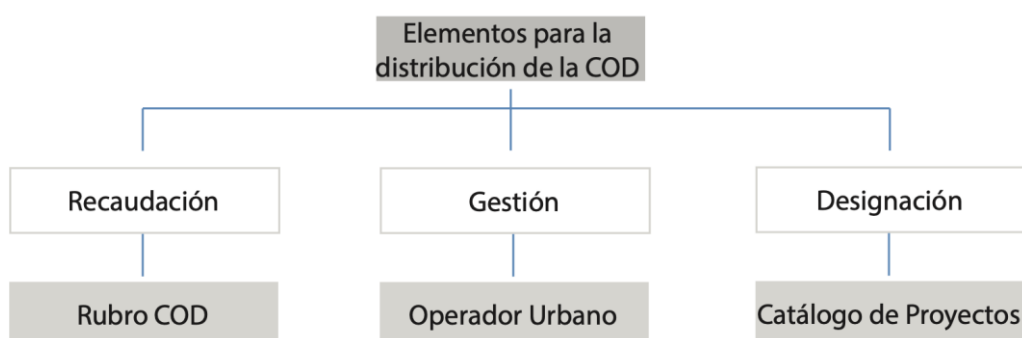 Elementos para la
distribución de la COD
Recaudación
Gestión
Designación
Rubro COD
Operador Urbano
Catálogo de Proyectos